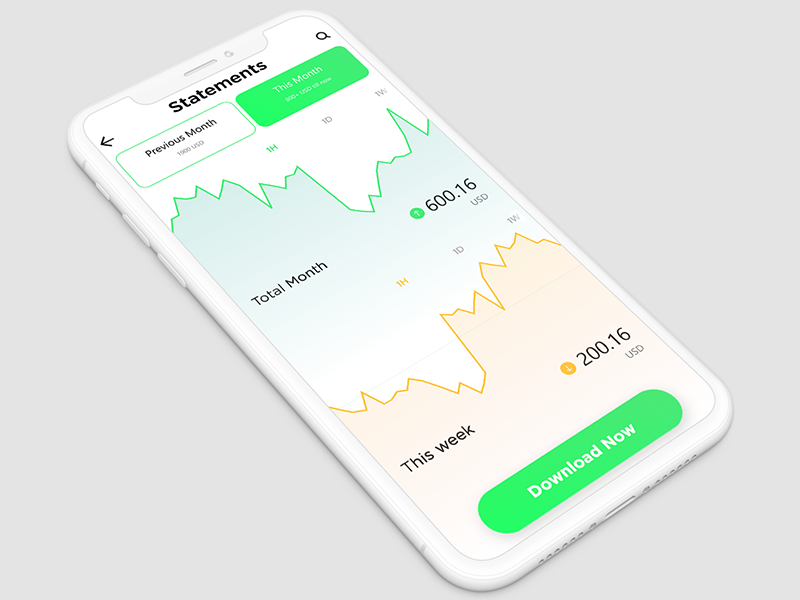 Statements
Previous Month
1000 USD
This Month
1H
1D
1W
600.16
USD
Total Month
1H
1D
1W
200.16
USD
This week
Download Now